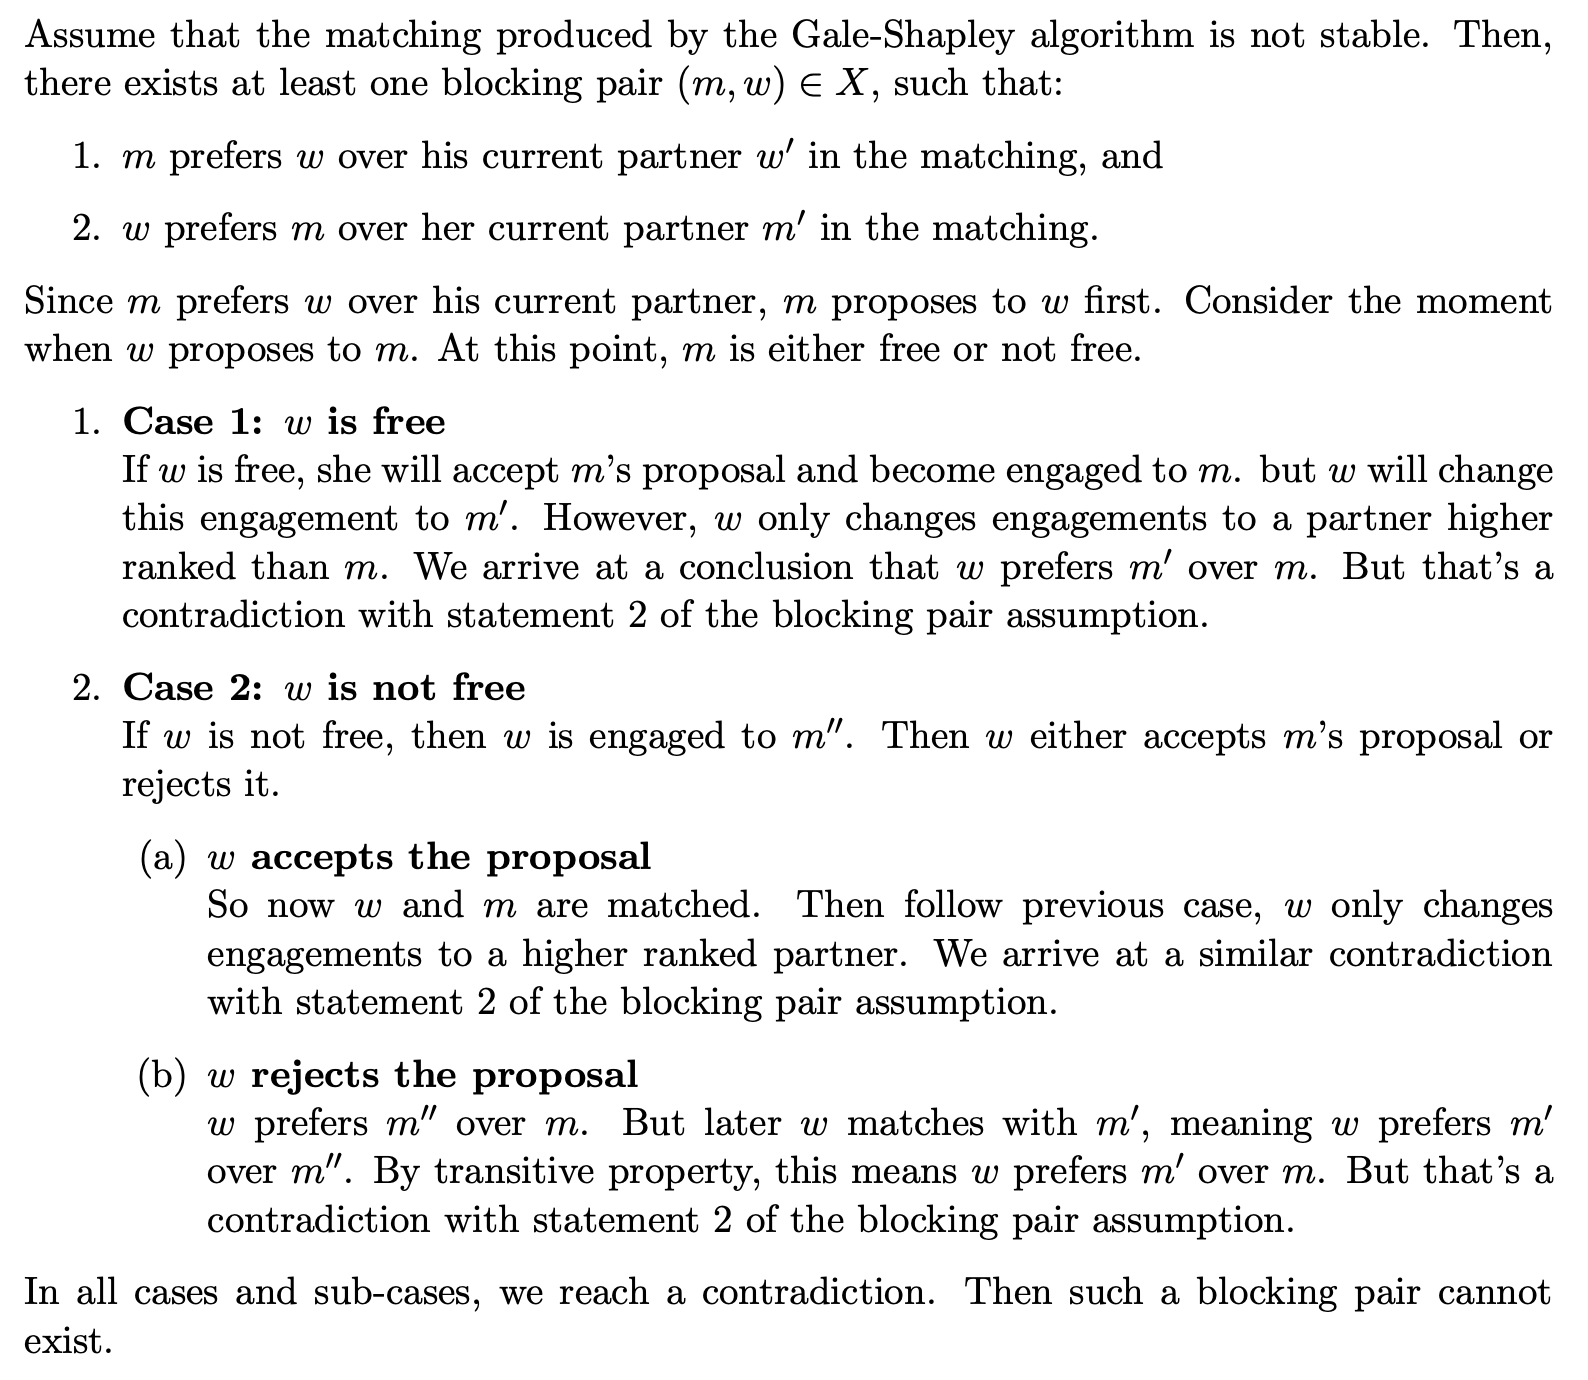 Assume that the matching produced by the Gale-Shapley algorithm is not stable. Then,
there exists at least one blocking pair (m, w) ∈ X, such that:
1. m prefers w over his current partner w′ in the matching, and
2. w prefers m over her current partner m′ in the matching.
Since m prefers w over his current partner, m proposes to w first. Consider the moment
when w proposes to m. At this point, m is either free or not free.
1. Case 1: w is free
If w is free, she will accept m's proposal and become engaged to m. but w will change
this engagement to m′. However, w only changes engagements to a partner higher
ranked than m. We arrive at a conclusion that w prefers m′ over m. But that's a
contradiction with statement 2 of the blocking pair assumption.
2. Case 2: w is not free
If w is not free, then w is engaged to m″. Then w either accepts m's proposal or
rejects it.
(a) w accepts the proposal
So now w and m are matched. Then follow previous case, w only changes
engagements to a higher ranked partner. We arrive at a similar contradiction
with statement 2 of the blocking pair assumption.
(b) w rejects the proposal
w prefers m″ over m. But later w matches with m′, meaning w prefers m′
over m″. By transitive property, this means w prefers m′ over m. But that's a
contradiction with statement 2 of the blocking pair assumption.
In all cases and sub-cases, we reach a contradiction. Then such a blocking pair cannot
exist.